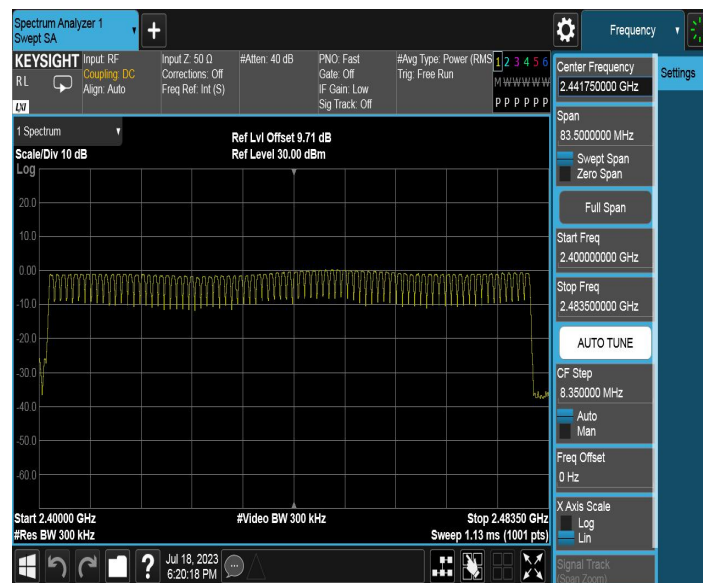 Spectrum Analyzer 1
Swept SA
Frequency
KEYSIGHT
RL
LXI
Input: RF
Coupling: DC
Align: Auto
Input Z: 50 Ω
Corrections: Off
Freq Ref: Int (S)
#Atten: 40 dB
PNO: Fast
Gate: Off
IF Gain: Low
Sig Track: Off
#Avg Type: Power (RMS
Trig: Free Run
1 2 3 4 5 6
M W W W W W
P P P P P P
1 Spectrum
Scale/Div 10 dB
Ref Lvl Offset 9.71 dB
Ref Level 30.00 dBm
Log
20.0
10.0
0.00
-10.0
-20.0
-30.0
-40.0
-50.0
-60.0
Start 2.40000 GHz
#Res BW 300 kHz
#Video BW 300 kHz
Stop 2.48350 GHz
Sweep 1.13 ms (1001 pts)
Jul 18, 2023
6:20:18 PM
Settings
Center Frequency
2.441750000 GHz
Span
83.5000000 MHz
Swept Span
Zero Span
Full Span
Start Freq
2.400000000 GHz
Stop Freq
2.483500000 GHz
AUTO TUNE
CF Step
8.350000 MHz
Auto
Man
Freq Offset
0 Hz
X Axis Scale
Log
Lin
Signal Track
(Span Zoom)